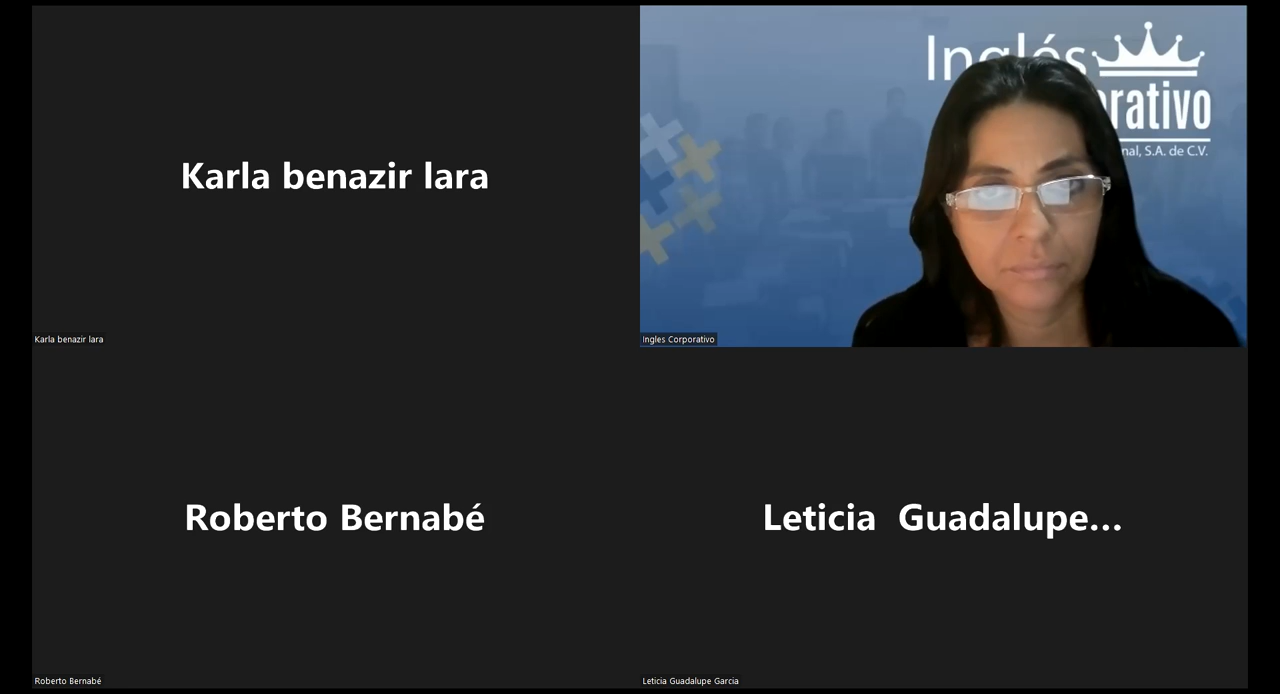 Karla benazir lara
Karla benazir lara
Inglés
orativo
nal, S.A. de C.V.
Ingles Corporativo
Roberto Bernabé
Roberto Bernabé
Leticia Guadalupe...
Leticia Guadalupe Garcia